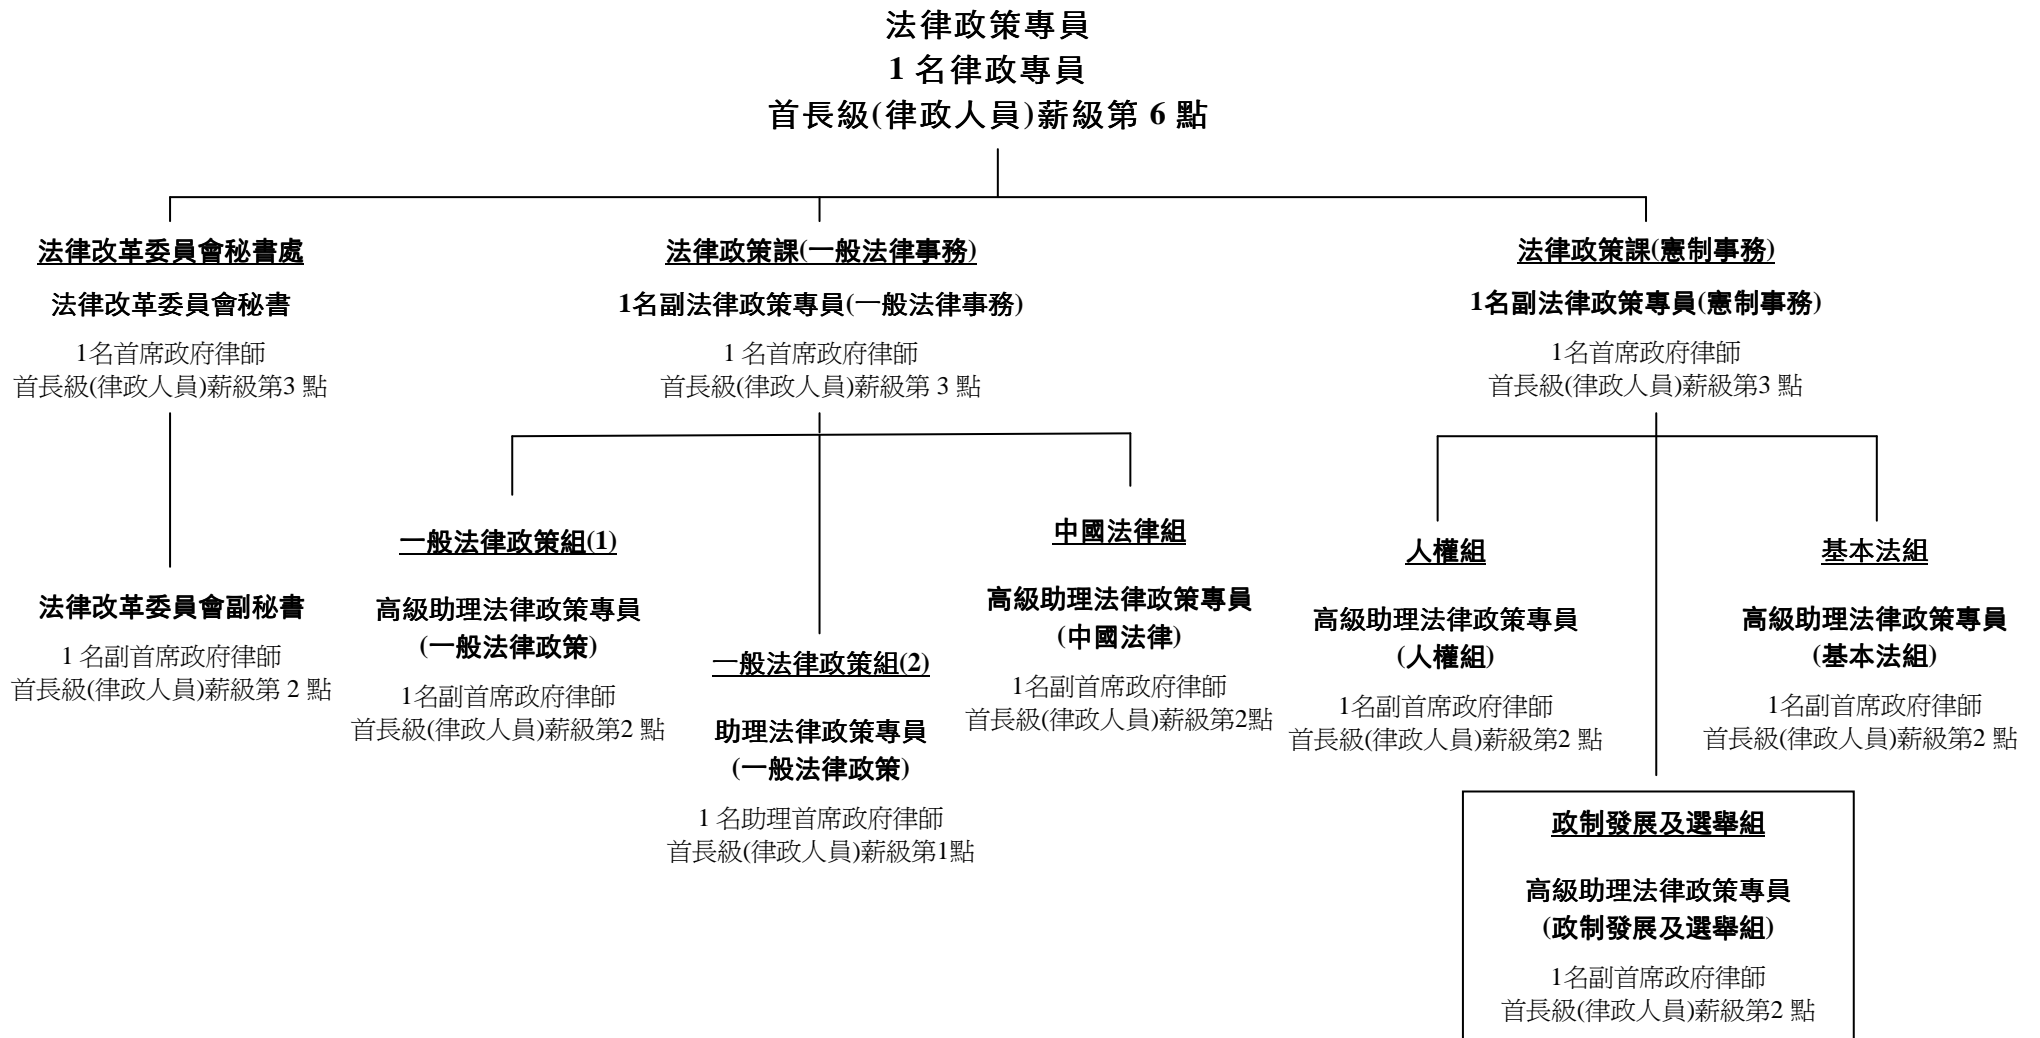 法律政策專員
1 名律政專員
首長級(律政人員)薪級第 6 點
法律改革委員會秘書處
法律改革委員會秘書
1名首席政府律師
首長級(律政人員)薪級第3 點
法律改革委員會副秘書
1 名副首席政府律師
首長級(律政人員)薪級第 2 點
法律政策課(一般法律事務)
1名副法律政策專員(一般法律事務)
1 名首席政府律師
首長級(律政人員)薪級第 3 點
一般法律政策組(1)
高級助理法律政策專員
(一般法律政策)
1名副首席政府律師
首長級(律政人員)薪級第2 點
一般法律政策組(2)
助理法律政策專員
(一般法律政策)
1 名助理首席政府律師
首長級(律政人員)薪級第1點
中國法律組
高級助理法律政策專員
(中國法律)
1名副首席政府律師
首長級(律政人員)薪級第2點
法律政策課(憲制事務)
1名副法律政策專員(憲制事務)
1名首席政府律師
首長級(律政人員)薪級第3 點
人權組
高級助理法律政策專員
(人權組)
1名副首席政府律師
首長級(律政人員)薪級第2 點
政制發展及選舉組
高級助理法律政策專員
(政制發展及選舉組)
1名副首席政府律師
首長級(律政人員)薪級第2 點
基本法組
高級助理法律政策專員
(基本法組)
1名副首席政府律師
首長級(律政人員)薪級第2 點